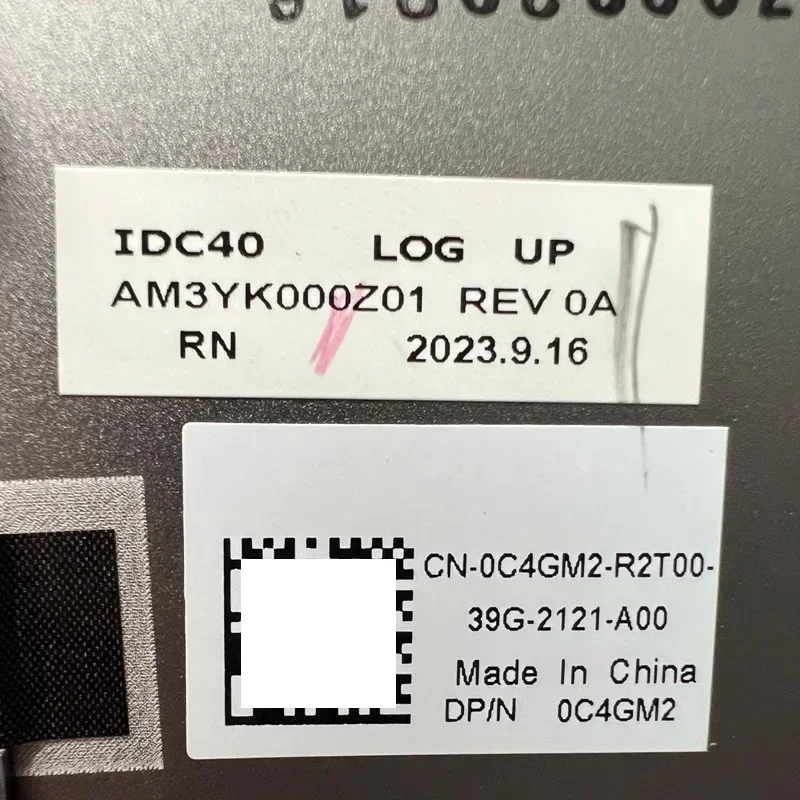 IDC40 LOG UP
AM3YK000Z01 REV 0A
RN 2023.9.16
CN-0C4GM2-R2T00-
39G-2121-A00
Made In China
DP/N 0C4GM2